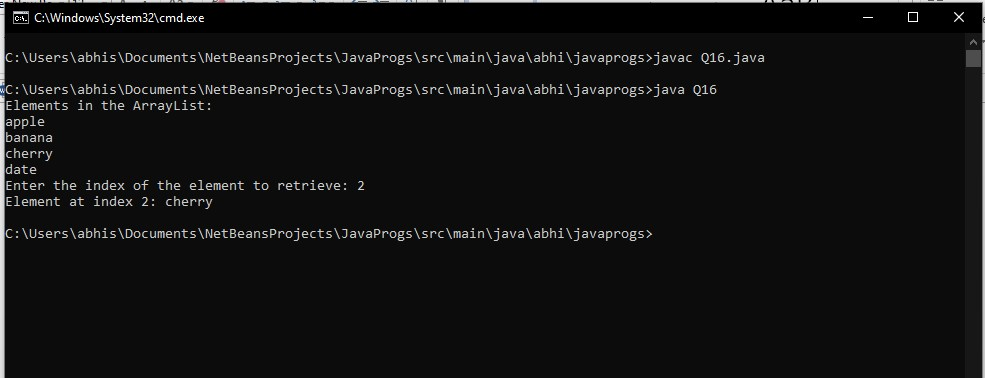 C:\Windows\System32\cmd.exe
C:\Users\abhis\Documents\NetBeansProjects\JavaProgs\src\main\java\abhi\javaprogs>javac Q16.java
C:\Users\abhis\Documents\NetBeansProjects\JavaProgs\src\main\java\abhi\javaprogs>java Q16
Elements in the ArrayList:
apple
banana
cherry
date
Enter the index of the element to retrieve: 2
Element at index 2: cherry
C:\Users\abhis\Documents\NetBeansProjects\JavaProgs\src\main\java\abhi\javaprogs>